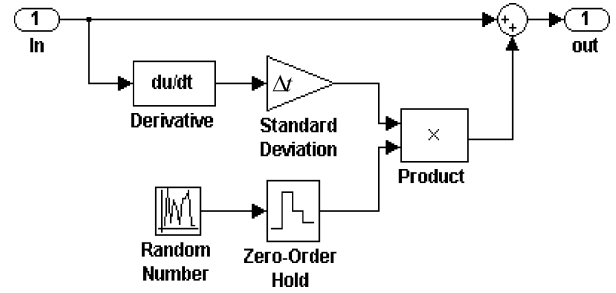 1
In
+
+
1
out
du/dt
Derivative
Δt
Standard
Deviation
×
Product
Random
Number
Zero-Order
Hold